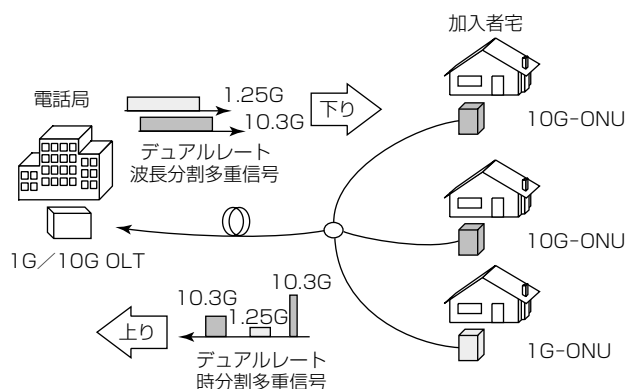 加入者宅
電話局
1.25G
10.3G
下り
デュアルレート
波長分割多重信号
10G-ONU
10G-ONU
1G／10G OLT
10.3G
10.3G
1.25G
上り
デュアルレート
時分割多重信号
1G-ONU